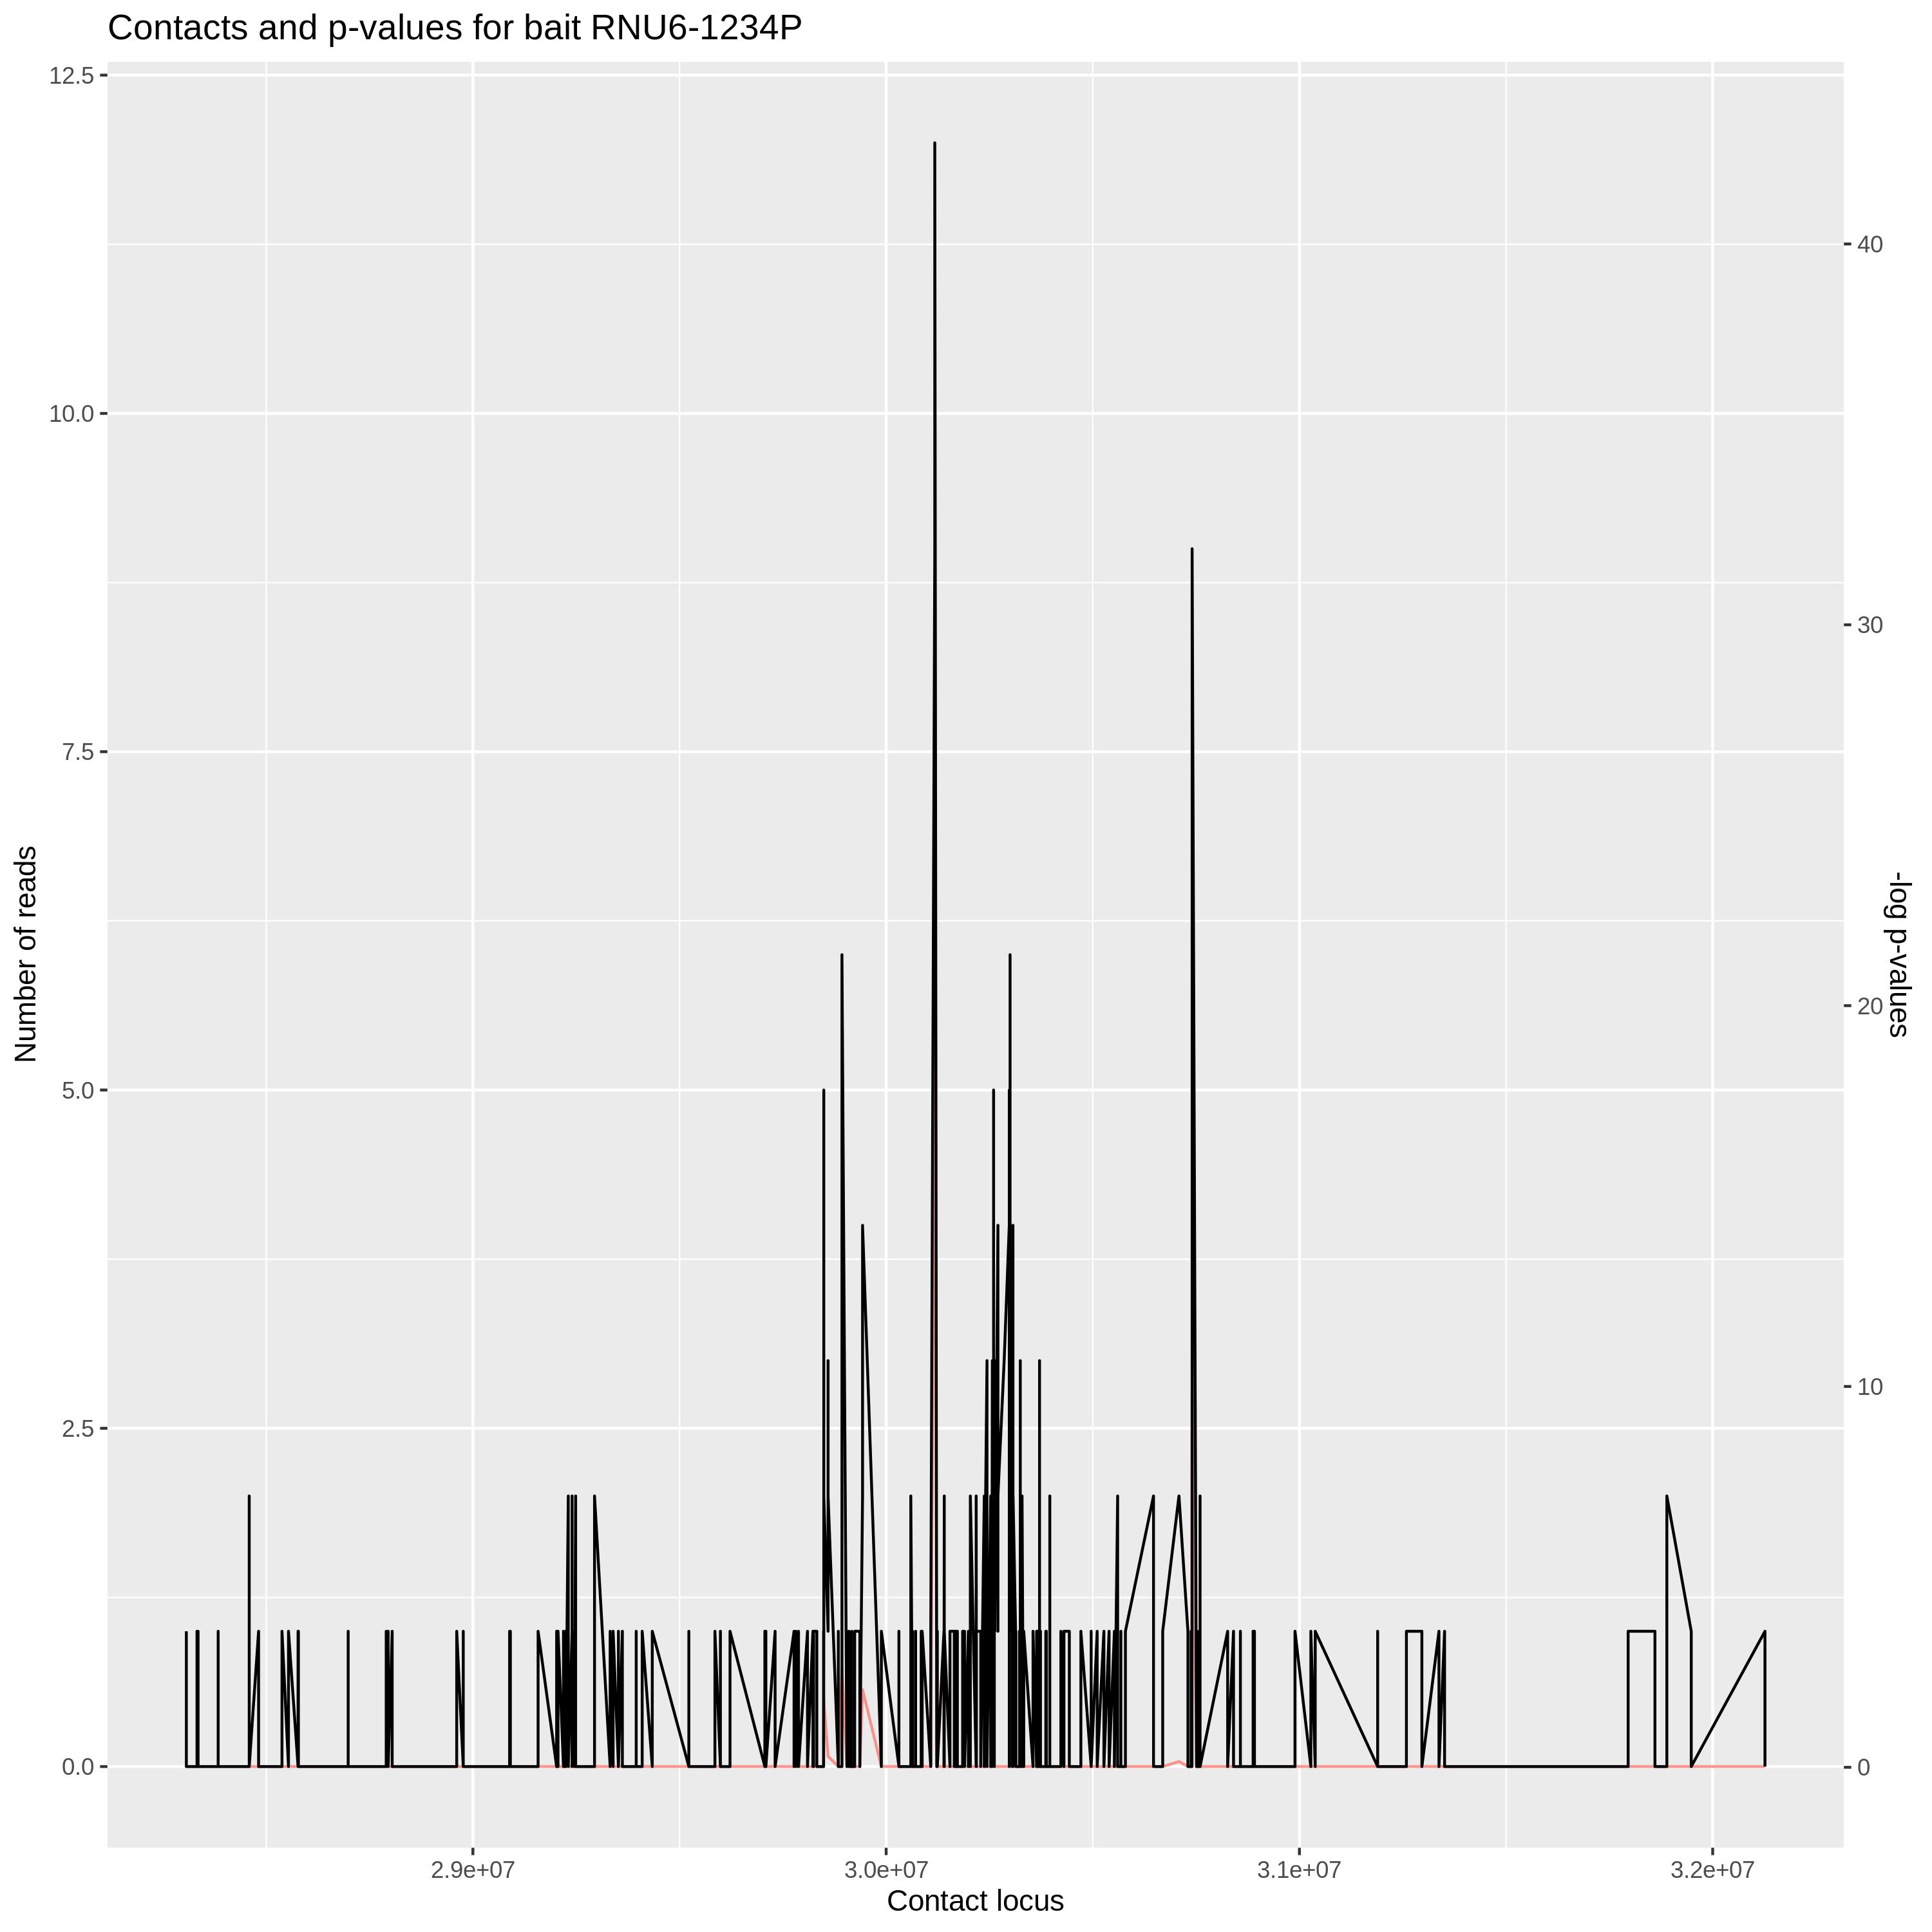 Contacts and p-values for bait RNU6-1234P
12.5
10.0
7.5
5.0
2.5
0.0
Number of reads
40
30
20
10
0
-log p-values
2.9e+07
3.0e+07
3.1e+07
3.2e+07
Contact locus